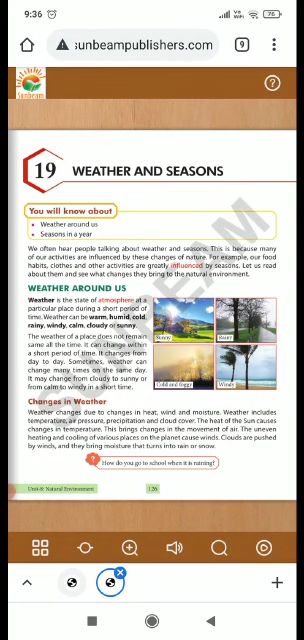 9:36
Vo
WiFi
76
sunbeampublishers.com
9
Sunbeam
19 WEATHER AND SEASONS
You will know about
• Weather around us
• Seasons in a year
We often hear people talking about weather and seasons. This is because many
of our activities are influenced by these changes of nature. For example, our food
habits, clothes and other activities are greatly influenced by seasons. Let us read
about them and see what changes they bring to the natural environment.
WEATHER AROUND US
Weather is the state of atmosphere at a
particular place during a short period of
time. Weather can be warm, humid, cold,
rainy, windy, calm, cloudy or sunny.
The weather of a place does not remain
same all the time. It can change within
a short period of time. It changes from
day to day. Sometimes, weather can
change many times on the same day.
It may change from cloudy to sunny or
from calm to windy in a short time.
Sunny
Rainy
Cold and foggy
Windy
Changes in Weather
Weather changes due to changes in heat, wind and moisture. Weather includes
temperature, air pressure, precipitation and cloud cover. The heat of the Sun causes
changes in temperature. This brings changes in the movement of air. The uneven
heating and cooling of various places on the planet cause winds. Clouds are pushed
by winds, and they bring moisture that turns into rain or snow.
? How do you go to school when it is raining?
Unit-8: Natural Environment 126